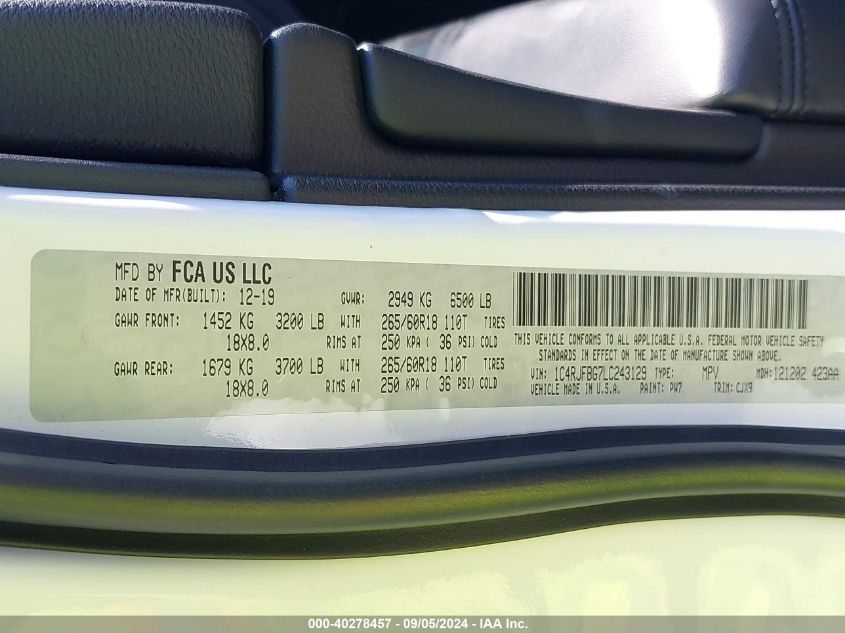 MFD BY FCA US LLC
DATE OF MFR(BUILT): 12-19 GVWR: 2949 KG 6500 LB
GAWR FRONT: 1452 KG 3200 LB WITH 265/60R18 110T TIRES
18X8.0 RIMS AT 250 KPA ( 36 PSI) COLD
GAWR REAR: 1679 KG 3700 LB WITH 265/60R18 110T TIRES
18X8.0 RIMS AT 250 KPA ( 36 PSI) COLD
THIS VEHICLE CONFORMS TO ALL APPLICABLE U.S.A. FEDERAL MOTOR VEHICLE SAFETY
STANDARDS IN EFFECT ON THE DATE OF MANUFACTURE SHOWN ABOVE.
VIN: 1C4RJFBG7LC243129 TYPE: MPV MDH: 121202 423AA
VEHICLE MADE IN U.S.A. PAINT: PW7 TRIM: CJX9
000-40278457 - 09/05/2024 - IAA Inc.